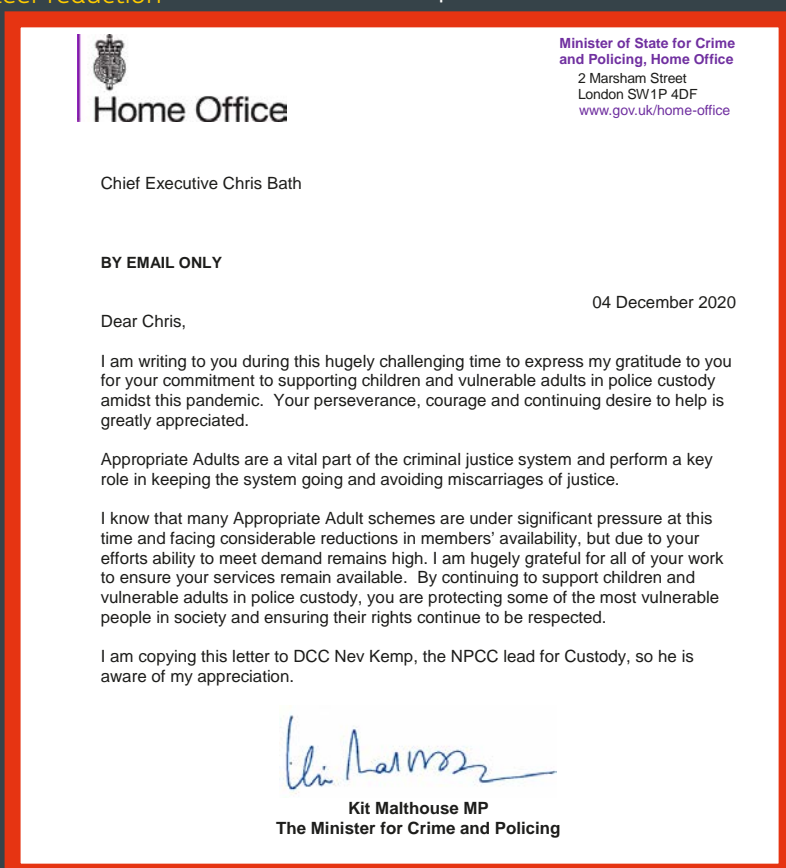 Minister of State for Crime
and Policing, Home Office
2 Marsham Street
London SW1P 4DF
www.gov.uk/home-office
Home Office
Chief Executive Chris Bath
BY EMAIL ONLY
04 December 2020
Dear Chris,
I am writing to you during this hugely challenging time to express my gratitude to you
for your commitment to supporting children and vulnerable adults in police custody
amidst this pandemic.  Your perseverance, courage and continuing desire to help is
greatly appreciated.
Appropriate Adults are a vital part of the criminal justice system and perform a key
role in keeping the system going and avoiding miscarriages of justice.
I know that many Appropriate Adult schemes are under significant pressure at this
time and facing considerable reductions in members' availability, but due to your
efforts ability to meet demand remains high. I am hugely grateful for all of your work
to ensure your services remain available.  By continuing to support children and
vulnerable adults in police custody, you are protecting some of the most vulnerable
people in society and ensuring their rights continue to be respected.
I am copying this letter to DCC Nev Kemp, the NPCC lead for Custody, so he is
aware of my appreciation.
Kit Malthouse MP
The Minister for Crime and Policing